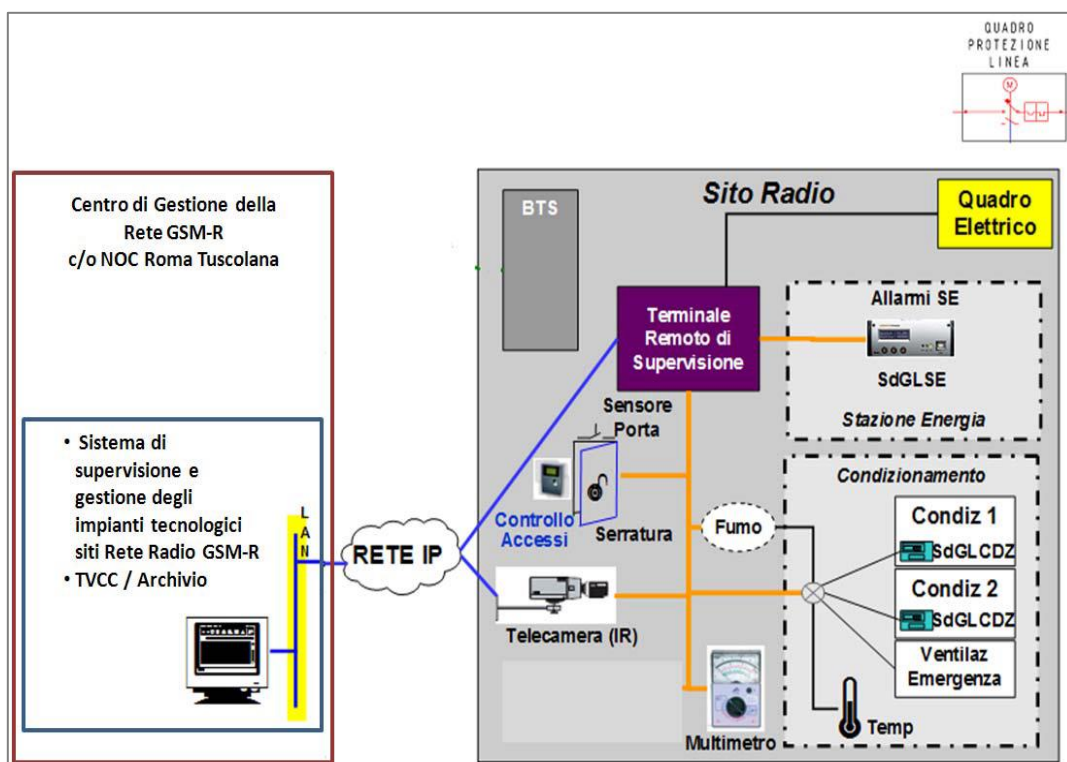 QUADRO
PROTEZIONE
LINEA
M
Centro di Gestione della
Rete GSM-R
c/o NOC Roma Tuscolana
• Sistema di
supervisione e
gestione degli
impianti tecnologici
siti Rete Radio GSM-R
• TVCC / Archivio
LAN
RETE IP
BTS
Sito Radio
Quadro
Elettrico
Terminale
Remoto di
Supervisione
Allarmi SE
SdGLSE
Stazione Energia
Sensore
Porta
Controllo
Accessi
Serratura
Fumo
Telecamera (IR)
Multimetro
Condizionamento
Condiz 1
SdGLCDZ
Condiz 2
SdGLCDZ
Ventilaz
Emergenza
Temp